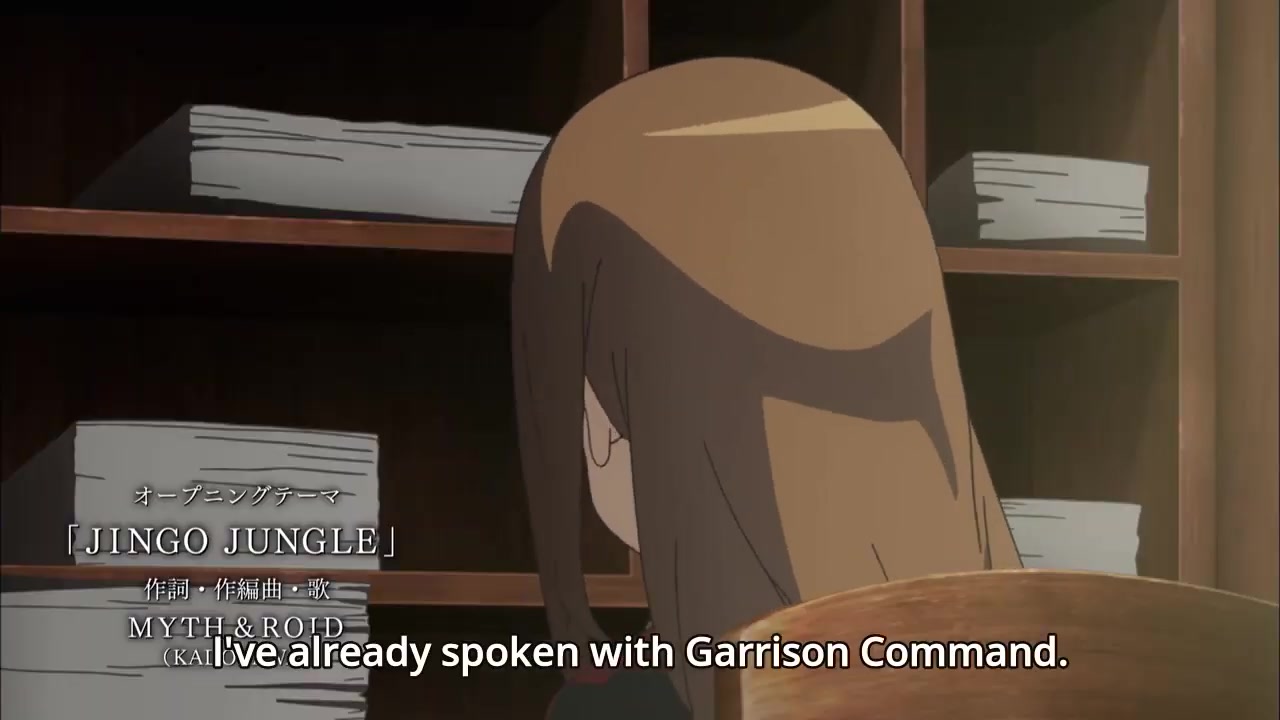 オープニングテーマ
「JINGO JUNGLE」
作詞・作編曲・歌
MYTH & ROID
I've already spoken with Garrison Command.